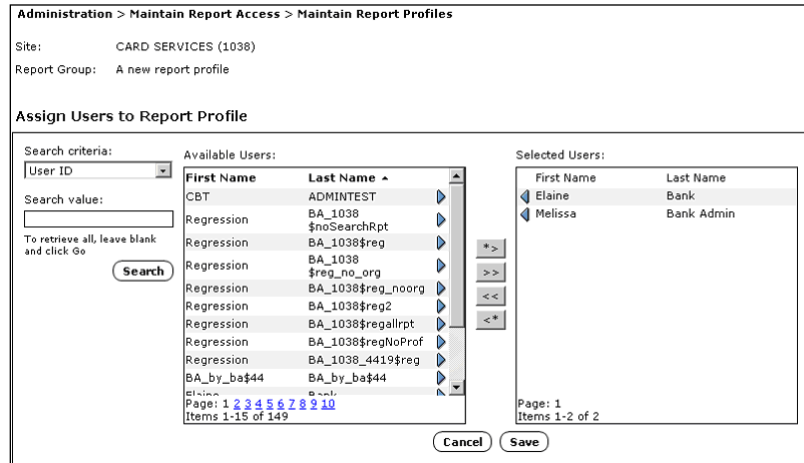 Administration > Maintain Report Access > Maintain Report Profiles
Site: CARD SERVICES (1038)
Report Group: A new report profile
Assign Users to Report Profile
Search criteria:
User ID
Search value:
To retrieve all, leave blank
and click Go
Search
Available Users:
First Name Last Name
CBT ADMINTEST
Regression BA_1038
$noSearchRpt
Regression BA_1038$reg
Regression BA_1038
$reg_no_org
Regression BA_1038$reg_noorg
Regression BA_1038$reg2
Regression BA_1038$regallrpt
Regression BA_1038$regNoProf
Regression BA_1038_4419$reg
BA_by_ba$44 BA_by_ba$44
Elaine Bank
Page: 1 2 3 4 5 6 7 8 9 10
Items 1-15 of 149
*>
>>
<<
<*
Selected Users:
First Name Last Name
Elaine Bank
Melissa Bank Admin
Page: 1
Items 1-2 of 2
Cancel Save